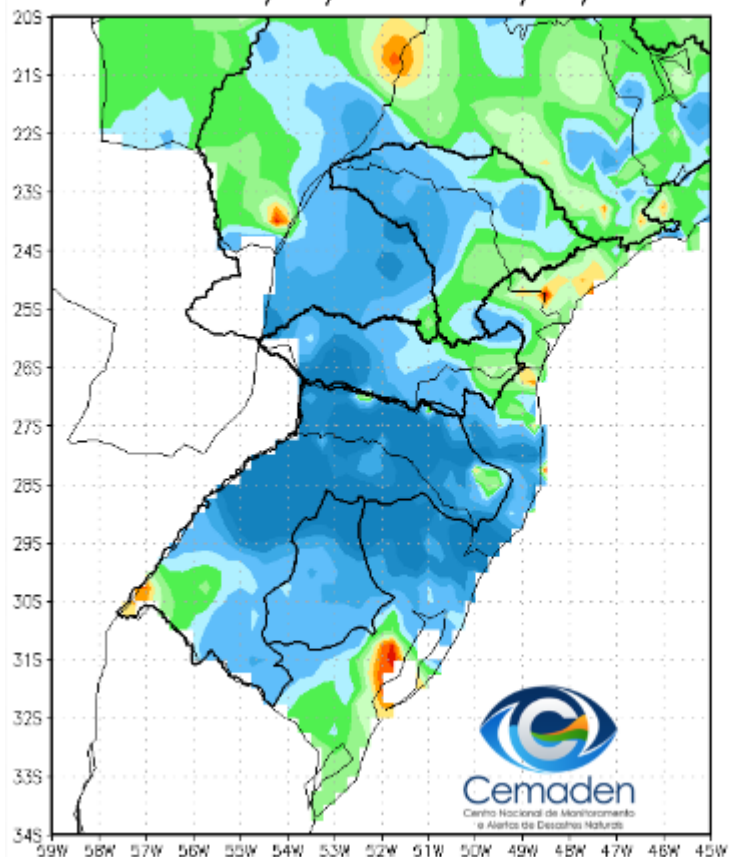 20S
21S
22S
23S
24S
25S
26S
27S
28S
29S
30S
31S
32S
33S
34S
59W 58W 57W 56W 55W 54W 53W 52W 51W 50W 49W 48W 47W 46W 45W
Cemaden
Centro Nacional de Monitoramento
e Alertas de Desastres Naturais